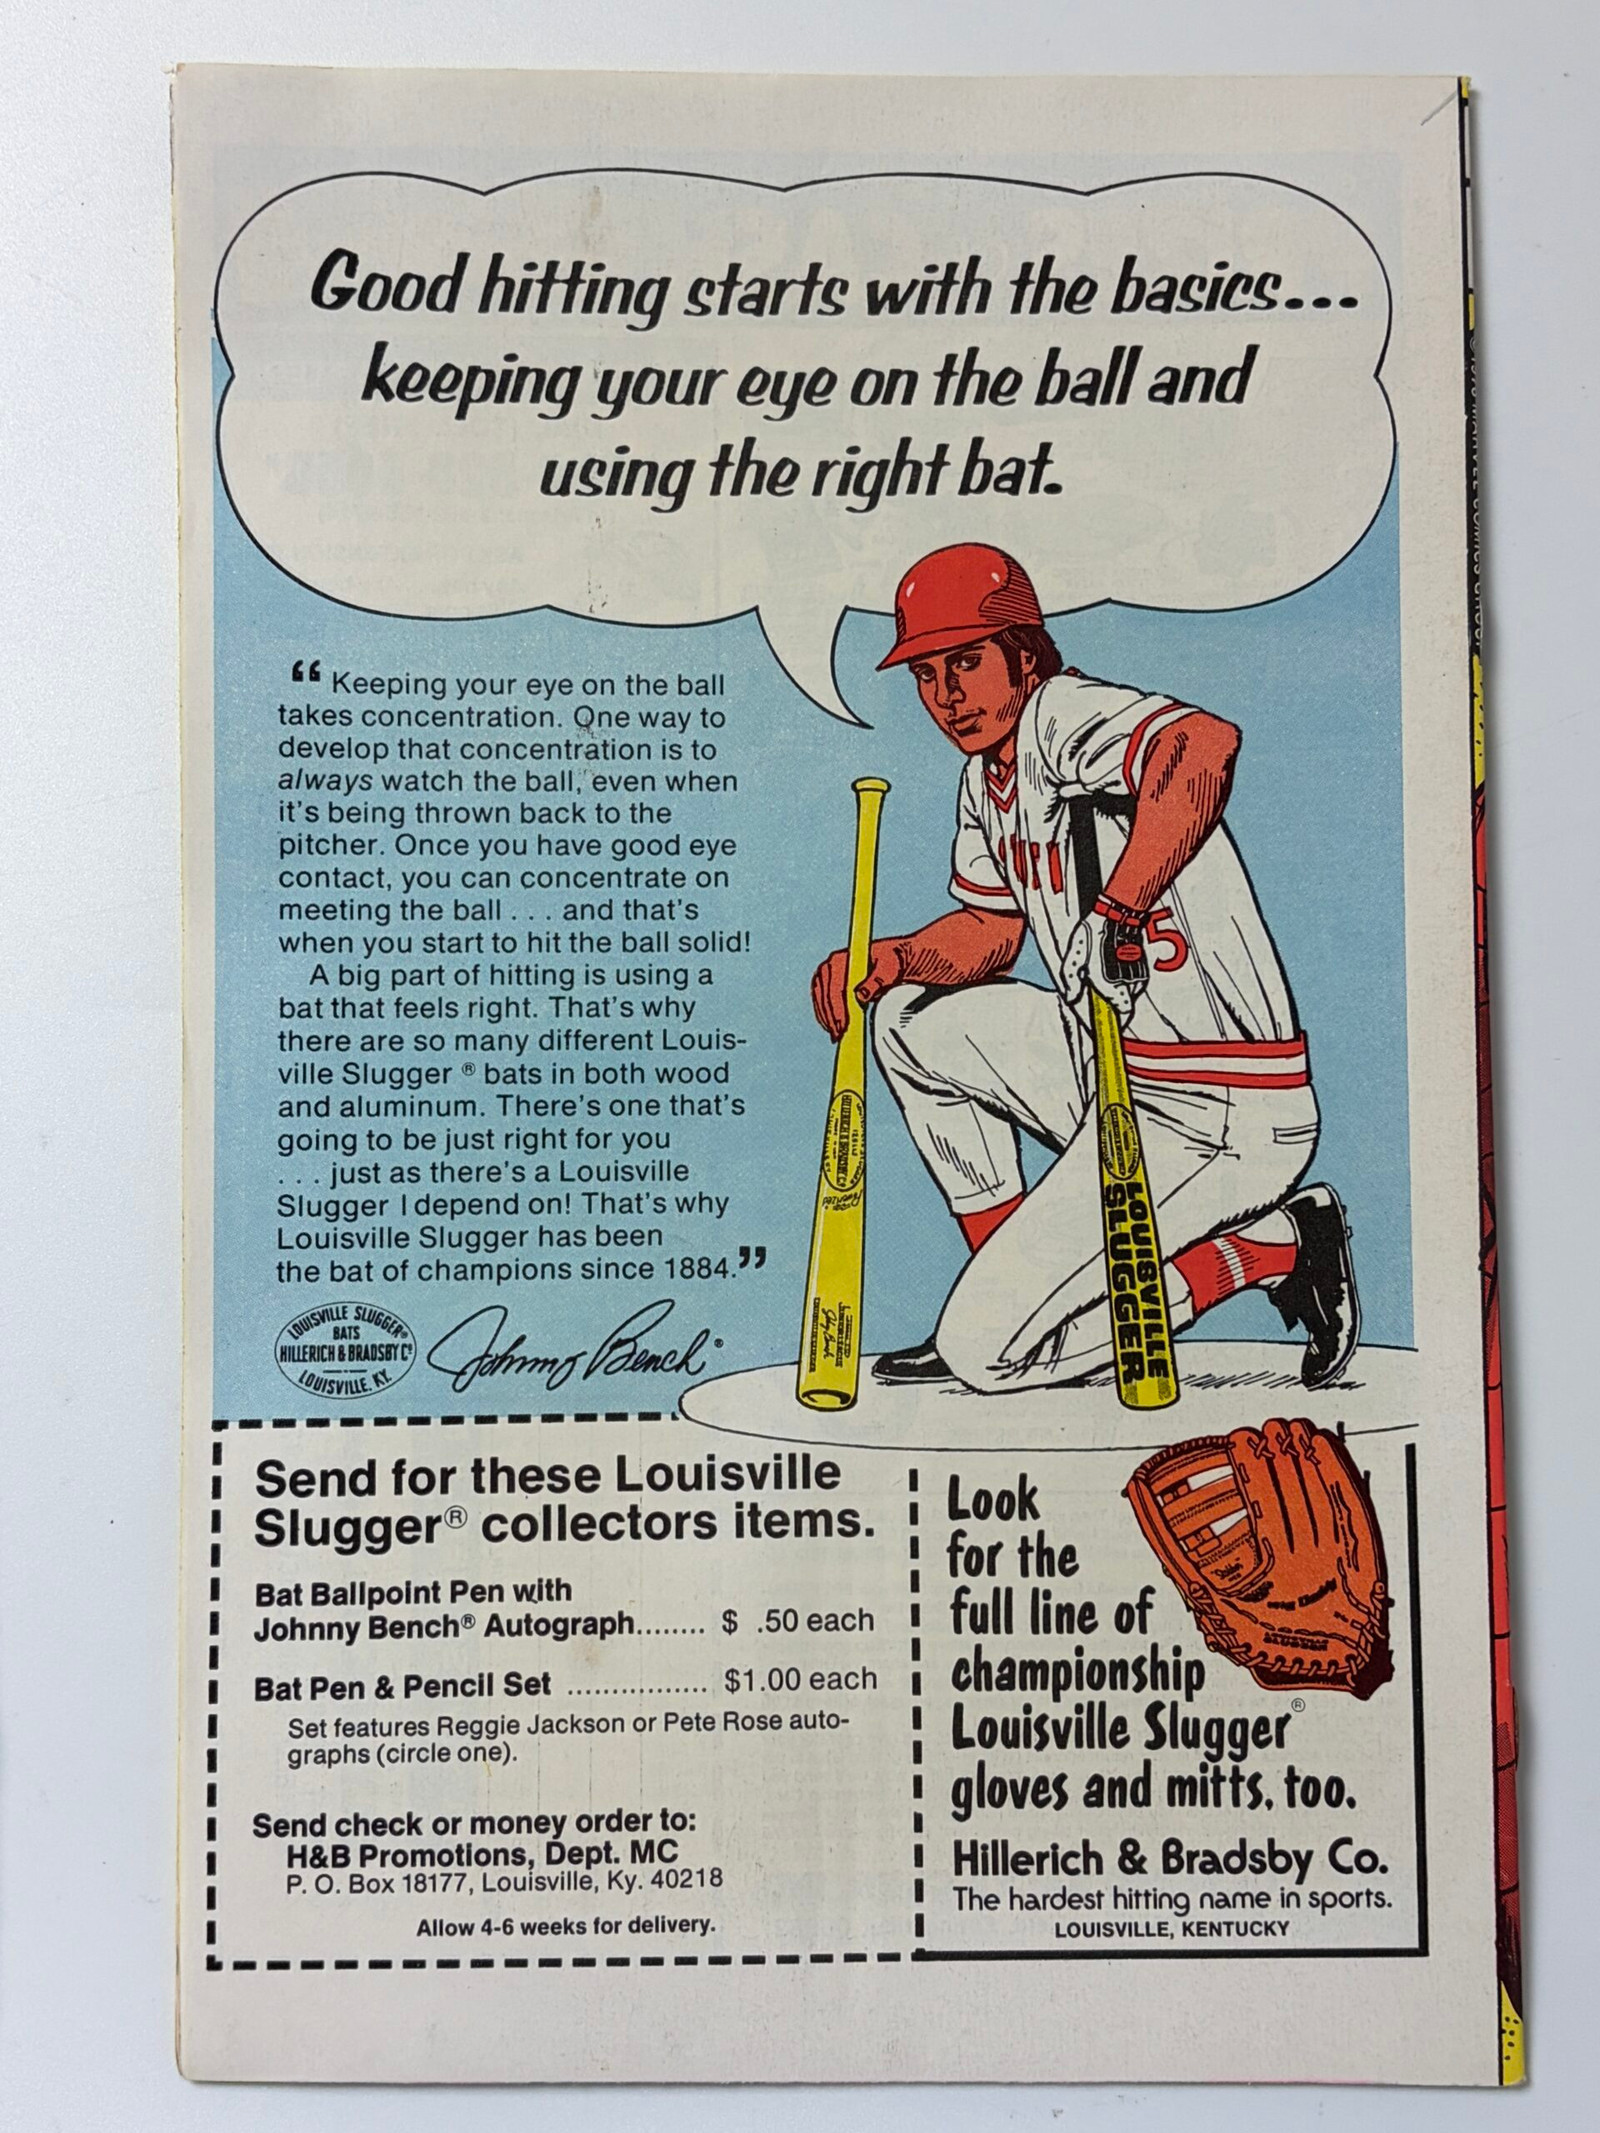 Good hitting starts with the basics...
keeping your eye on the ball and
using the right bat.
“ Keeping your eye on the ball
takes concentration. One way to
develop that concentration is to
always watch the ball, even when
it's being thrown back to the
pitcher. Once you have good eye
contact, you can concentrate on
meeting the ball . . . and that's
when you start to hit the ball solid!
A big part of hitting is using a
bat that feels right. That's why
there are so many different Louis-
ville Slugger ® bats in both wood
and aluminum. There's one that's
going to be just right for you
. . . just as there's a Louisville
Slugger I depend on! That's why
Louisville Slugger has been
the bat of champions since 1884.”
LOUISVILLE SLUGGER®
BATS
HILLERICH & BRADSBY Cº
LOUISVILLE. KY.
Johnny Bench ®
5
LOUISVILLE
SLUGGER
Send for these Louisville
Slugger® collectors items.
Bat Ballpoint Pen with
Johnny Bench® Autograph........ $ .50 each
Bat Pen & Pencil Set ................ $1.00 each
Set features Reggie Jackson or Pete Rose auto-
graphs (circle one).
Send check or money order to:
H&B Promotions, Dept. MC
P. O. Box 18177, Louisville, Ky. 40218
Allow 4-6 weeks for delivery.
Look
for the
full line of
championship
Louisville Slugger®
gloves and mitts, too.
Hillerich & Bradsby Co.
The hardest hitting name in sports.
LOUISVILLE, KENTUCKY
MARVEL COMICS GROUP